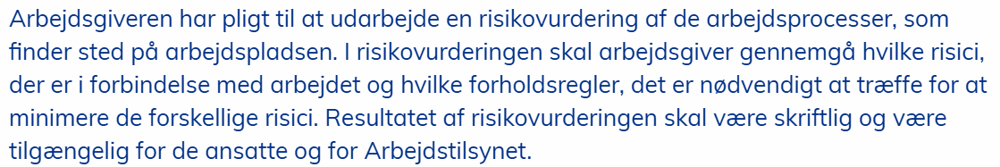 Arbejdsgiveren har pligt til at udarbejde en risikovurdering af de arbejdsprocesser, som
finder sted på arbejdspladsen. I risikovurderingen skal arbejdsgiver gennemgå hvilke risici,
der er i forbindelse med arbejdet og hvilke forholdsregler, det er nødvendigt at træffe for at
minimere de forskellige risici. Resultatet af risikovurderingen skal være skriftlig og være
tilgængelig for de ansatte og for Arbejdstilsynet.